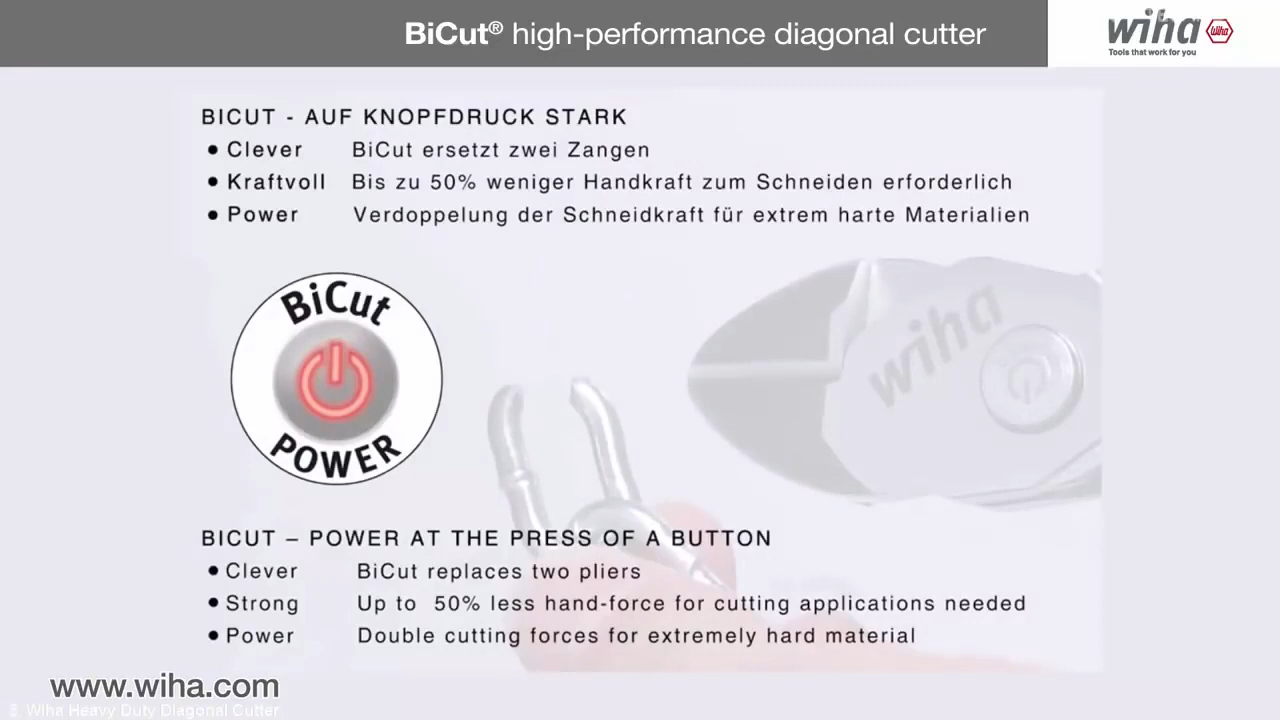 BiCut® high-performance diagonal cutter
wiha Wiha
Tools that work for you
BICUT - AUF KNOPFDRUCK STARK
• Clever BiCut ersetzt zwei Zangen
• Kraftvoll Bis zu 50% weniger Handkraft zum Schneiden erforderlich
• Power Verdoppelung der Schneidkraft für extrem harte Materialien
BiCut
POWER
wiha
BICUT – POWER AT THE PRESS OF A BUTTON
• Clever BiCut replaces two pliers
• Strong Up to 50% less hand-force for cutting applications needed
• Power Double cutting forces for extremely hard material
www.wiha.com
8. Wiha Heavy Duty Diagonal Cutter